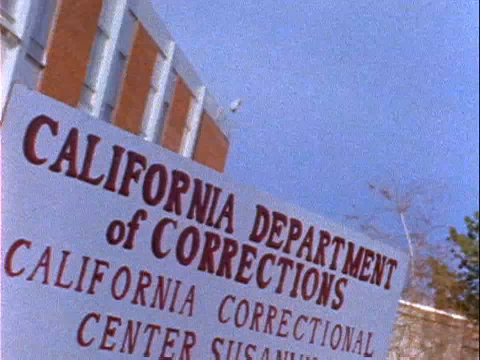 CALIFORNIA DEPARTMENT
of CORRECTIONS
CALIFORNIA CORRECTIONAL
CENTER